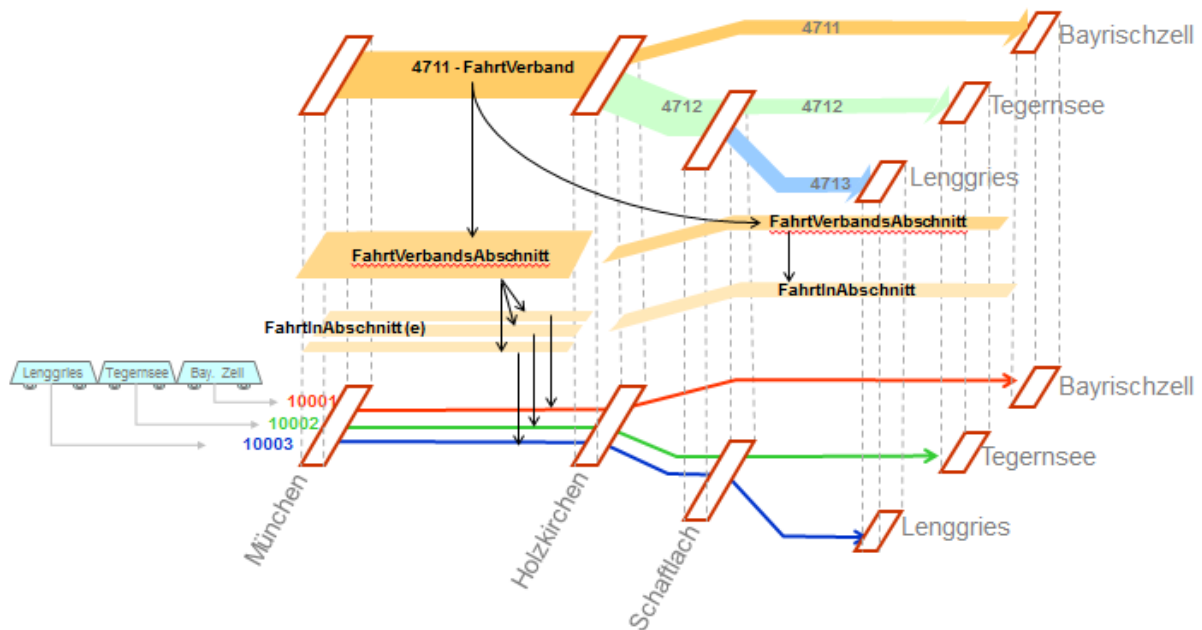 4711
Bayrischzell
4711 - FahrtVerband
4712
4712
Tegernsee
4713
Lenggries
FahrtVerbandsAbschnitt
FahrtVerbandsAbschnitt
FahrtInAbschnitt
FahrtInAbschnitt (e)
Lenggries
Tegernsee
Bay. Zell
Bayrischzell
10001
10002
10003
Tegernsee
Lenggries
München
Holzkirchen
Schaftlach